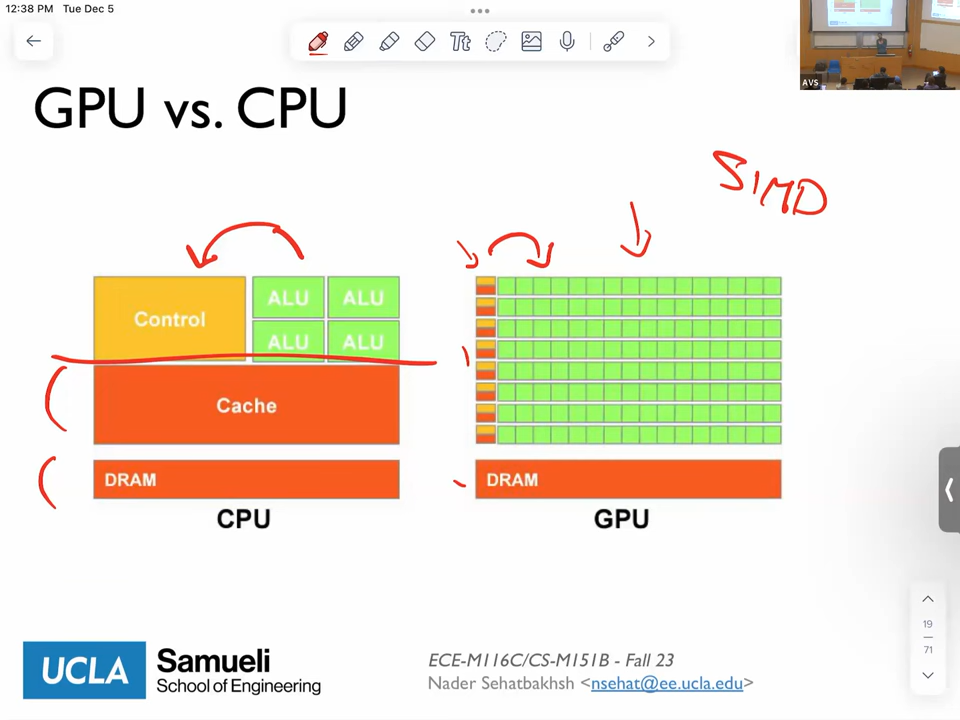 12:38 PM Tue Dec 5
Tt
AVS
GPU vs. CPU
SIMD
Control
ALU ALU
ALU ALU
Cache
DRAM
CPU
DRAM
GPU
19
71
UCLA Samueli
School of Engineering
ECE-M116C/CS-M151B - Fall 23
Nader Sehatbakhsh <nsehat@ee.ucla.edu>